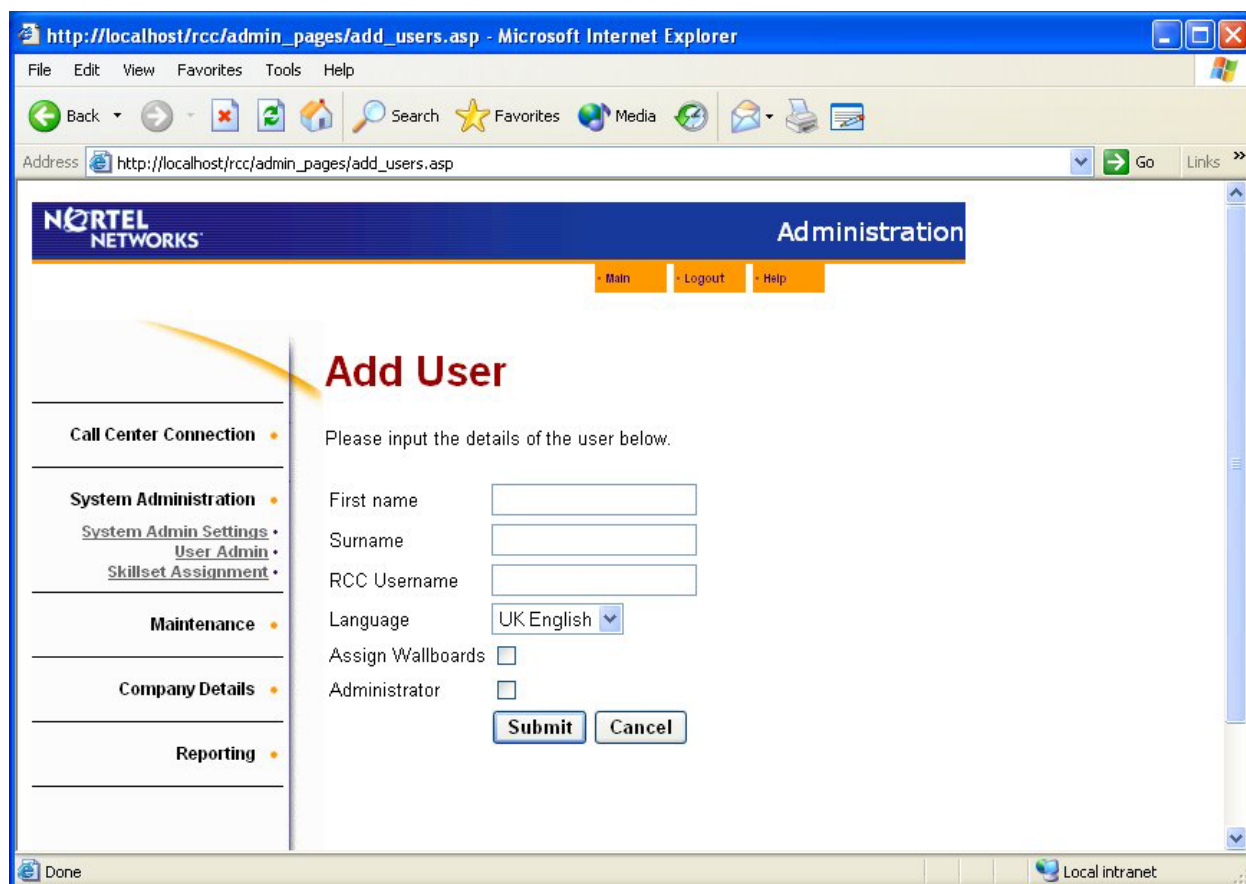 http://localhost/rcc/admin_pages/add_users.asp - Microsoft Internet Explorer
File Edit View Favorites Tools Help
Back Search Favorites Media
Address http://localhost/rcc/admin_pages/add_users.asp Go Links »
NORTEL
NETWORKS
Administration
Main Logout Help
Call Center Connection
System Administration
System Admin Settings
User Admin
Skillset Assignment
Maintenance
Company Details
Reporting
Add User
Please input the details of the user below.
First name
Surname
RCC Username
Language UK English
Assign Wallboards
Administrator
Submit Cancel
Done Local intranet